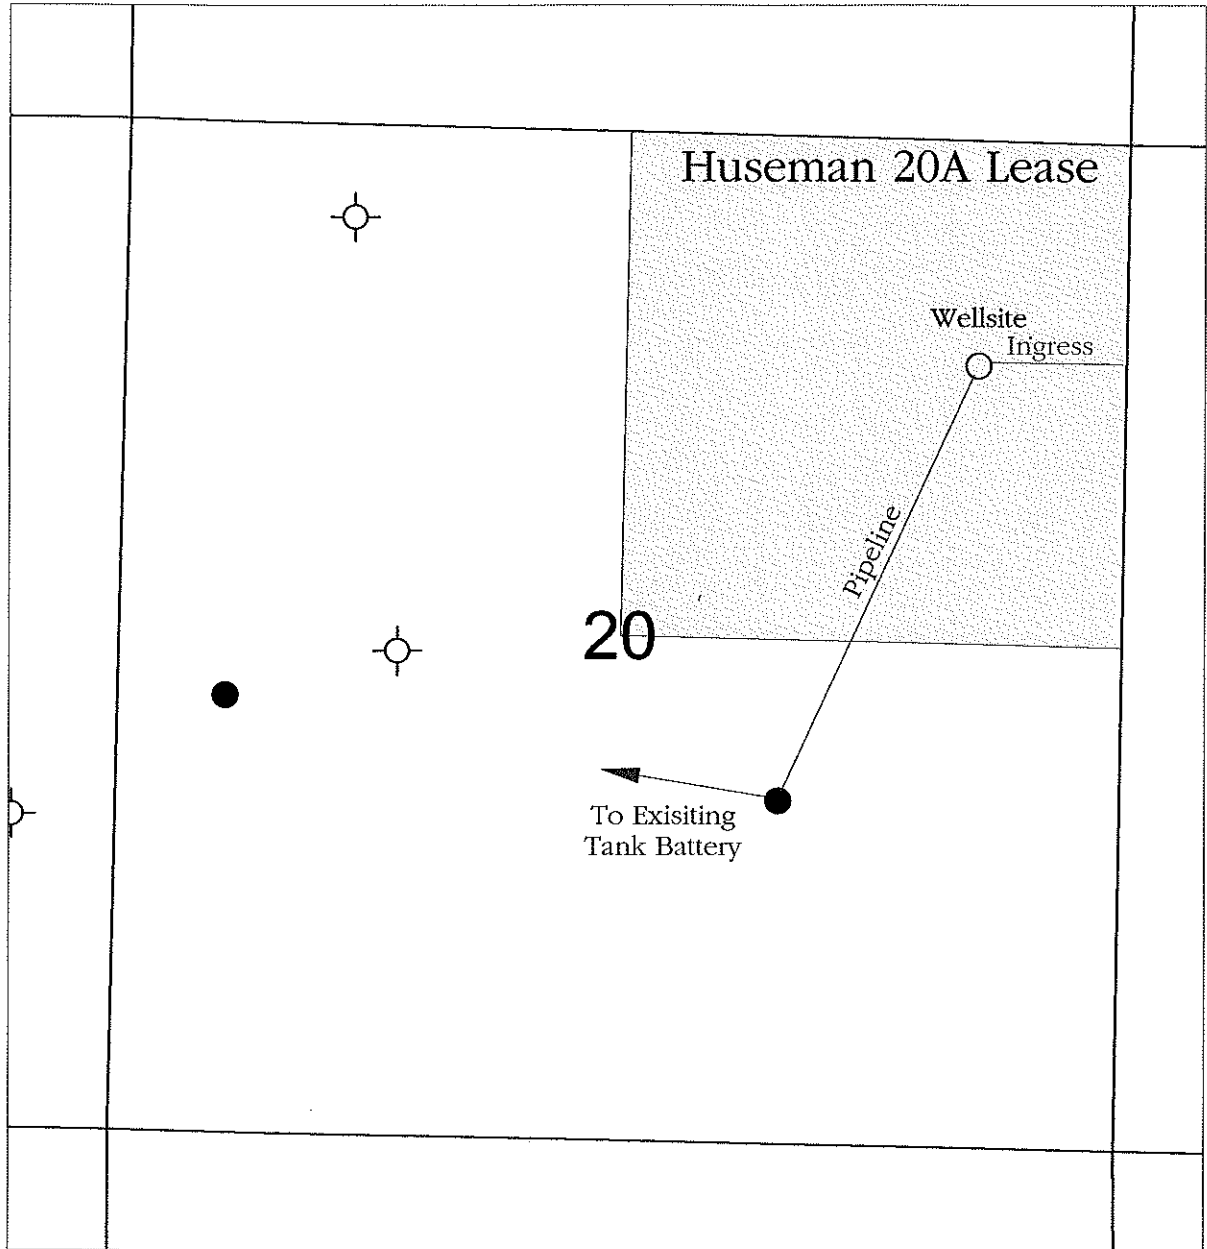 Huseman 20A Lease
Wellsite
Ingress
Pipeline
20
To Exisiting
Tank Battery